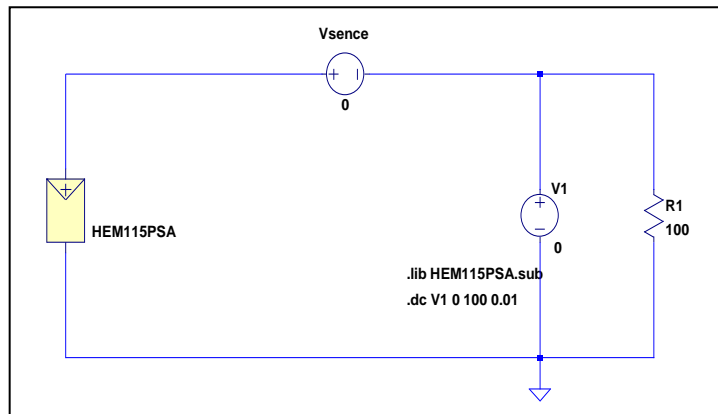 Vsence
0
HEM115PSA
V1
0
R1
100
.lib HEM115PSA.sub
.dc V1 0 100 0.01